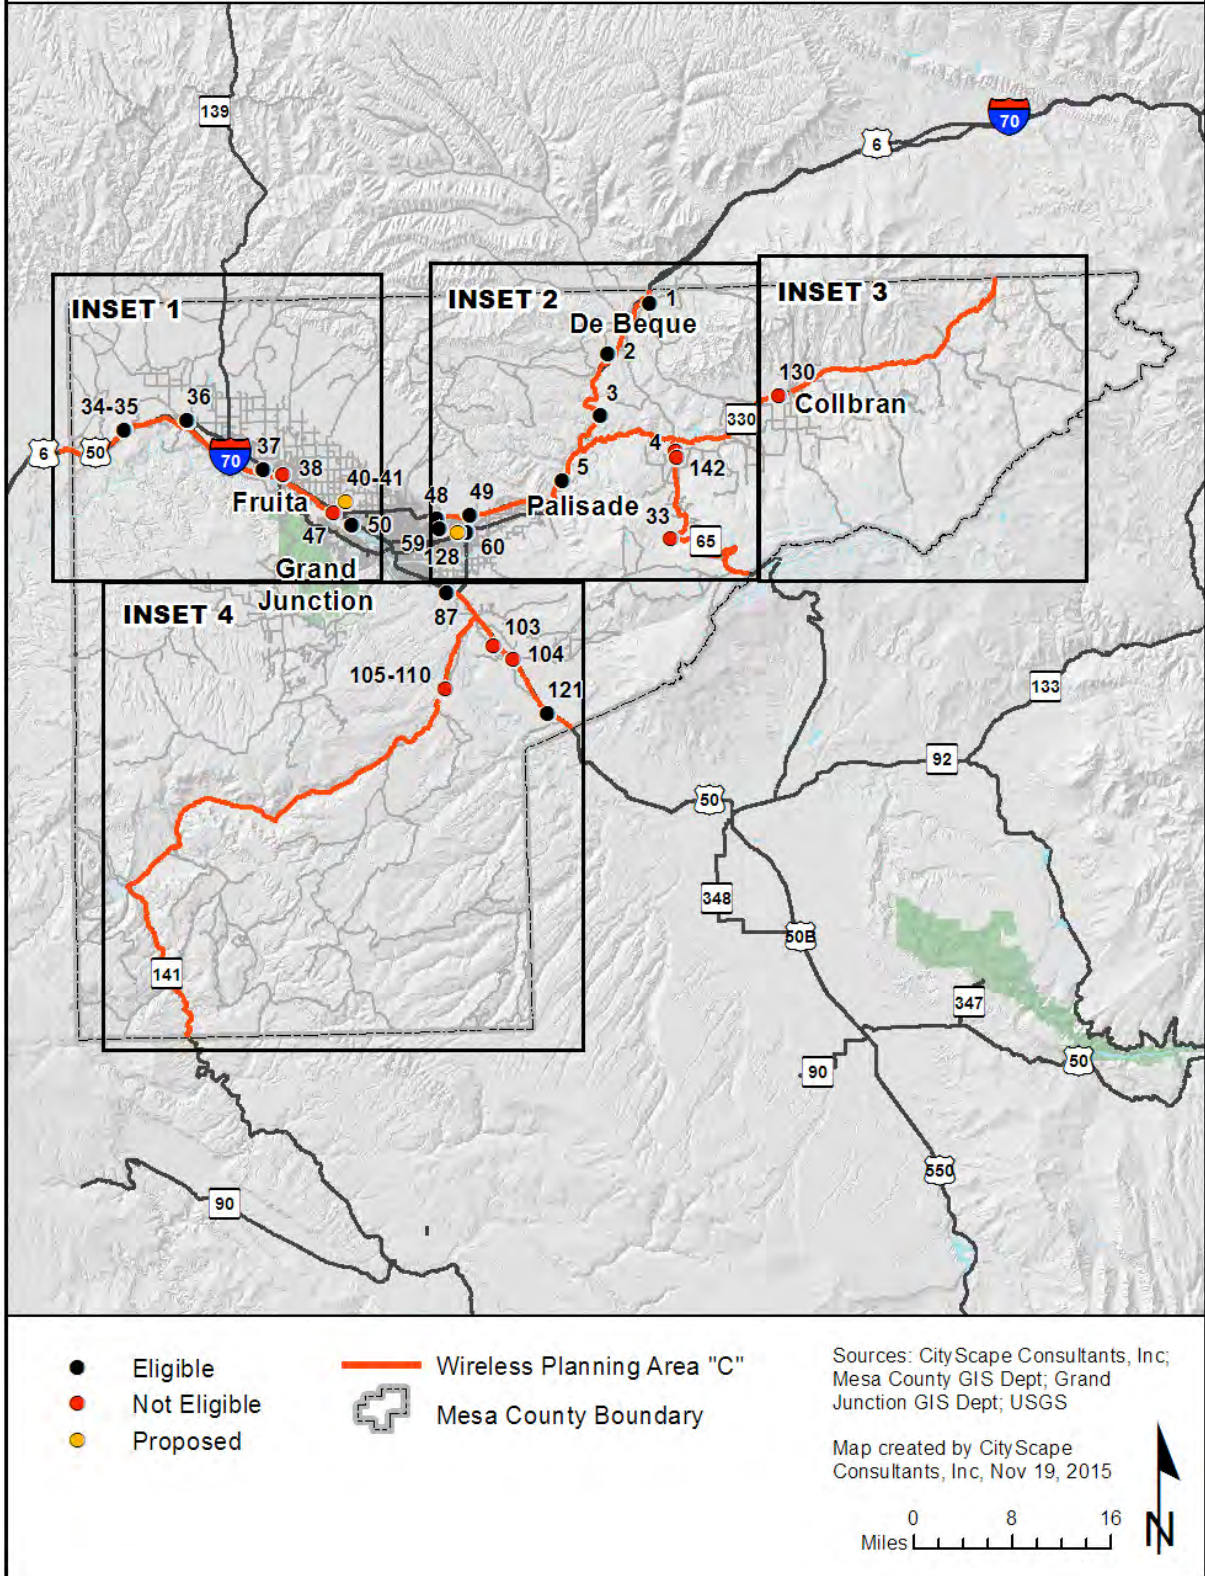 139
70
6
INSET 1
INSET 2
INSET 3
1
De Beque
2
3
130
Collbran
330
34-35
36
6
50
70
37
38
40-41
Fruita
47
50
48
49
59
128
60
5
Palisade
4
142
33
65
Grand
Junction
INSET 4
87
103
104
105-110
121
133
92
50
348
50B
141
347
50
90
550
90
Eligible
Not Eligible
Proposed
Wireless Planning Area "C"
Mesa County Boundary
Sources: CityScape Consultants, Inc;
Mesa County GIS Dept; Grand
Junction GIS Dept; USGS
Map created by CityScape
Consultants, Inc, Nov 19, 2015
0 8 16
Miles
N